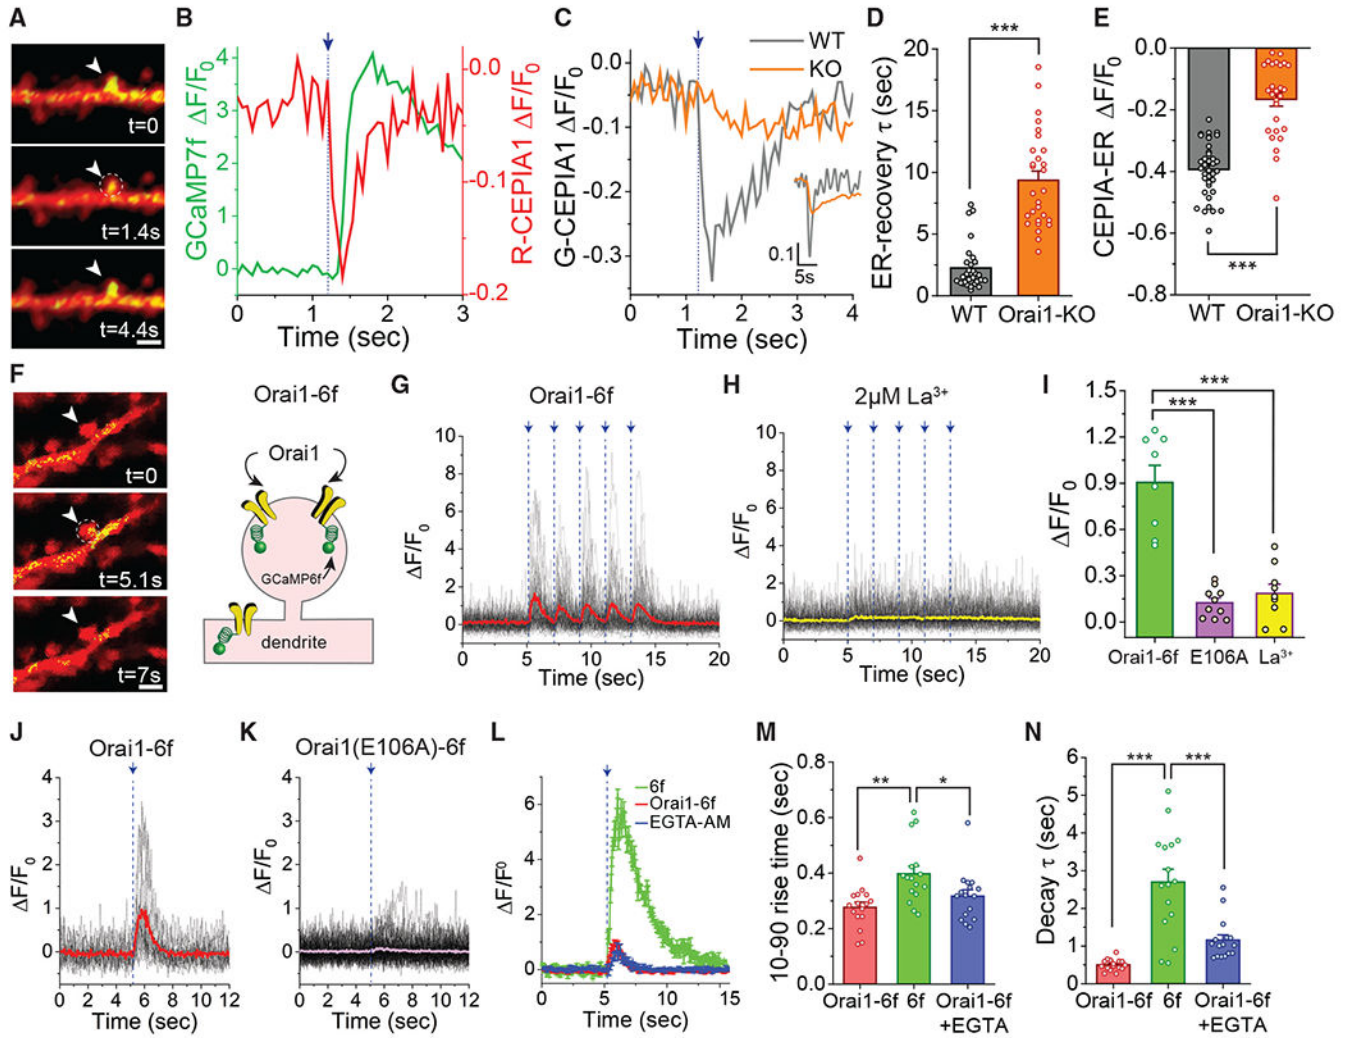 A
t=0
t=1.4s
t=4.4s
B
GCaMP7f ΔF/F0
4
3
2
1
0
0.0
-0.1
-0.2
R-CEPIA1 ΔF/F0
0 1 2 3
Time (sec)
C
WT
KO
G-CEPIA1 ΔF/F0
0.0
-0.1
-0.2
-0.3
0.1
5s
0 1 2 3 4
Time (sec)
D
***
ER-recovery τ (sec)
20
15
10
5
0
WT Orai1-KO
E
CEPIA-ER ΔF/F0
0.0
-0.2
-0.4
-0.6
-0.8
***
WT Orai1-KO
F
t=0
t=5.1s
t=7s
Orai1-6f
Orai1
GCaMP6f
dendrite
G
Orai1-6f
ΔF/F0
10
8
6
4
2
0
0 5 10 15 20
Time (sec)
H
2µM La³⁺
ΔF/F0
10
8
6
4
2
0
0 5 10 15 20
Time (sec)
I
***
***
ΔF/F0
1.5
1.2
0.9
0.6
0.3
0.0
Orai1-6f E106A La³⁺
J
Orai1-6f
ΔF/F0
4
3
2
1
0
0 2 4 6 8 10 12
Time (sec)
K
Orai1(E106A)-6f
ΔF/F0
4
3
2
1
0
0 2 4 6 8 10 12
Time (sec)
L
6f
Orai1-6f
EGTA-AM
ΔF/F⁰
6
4
2
0
0 5 10 15
Time (sec)
M
** *
10-90 rise time (sec)
0.8
0.6
0.4
0.2
0.0
Orai1-6f 6f Orai1-6f
+EGTA
N
*** ***
Decay τ (sec)
6
5
4
3
2
1
0
Orai1-6f 6f Orai1-6f
+EGTA